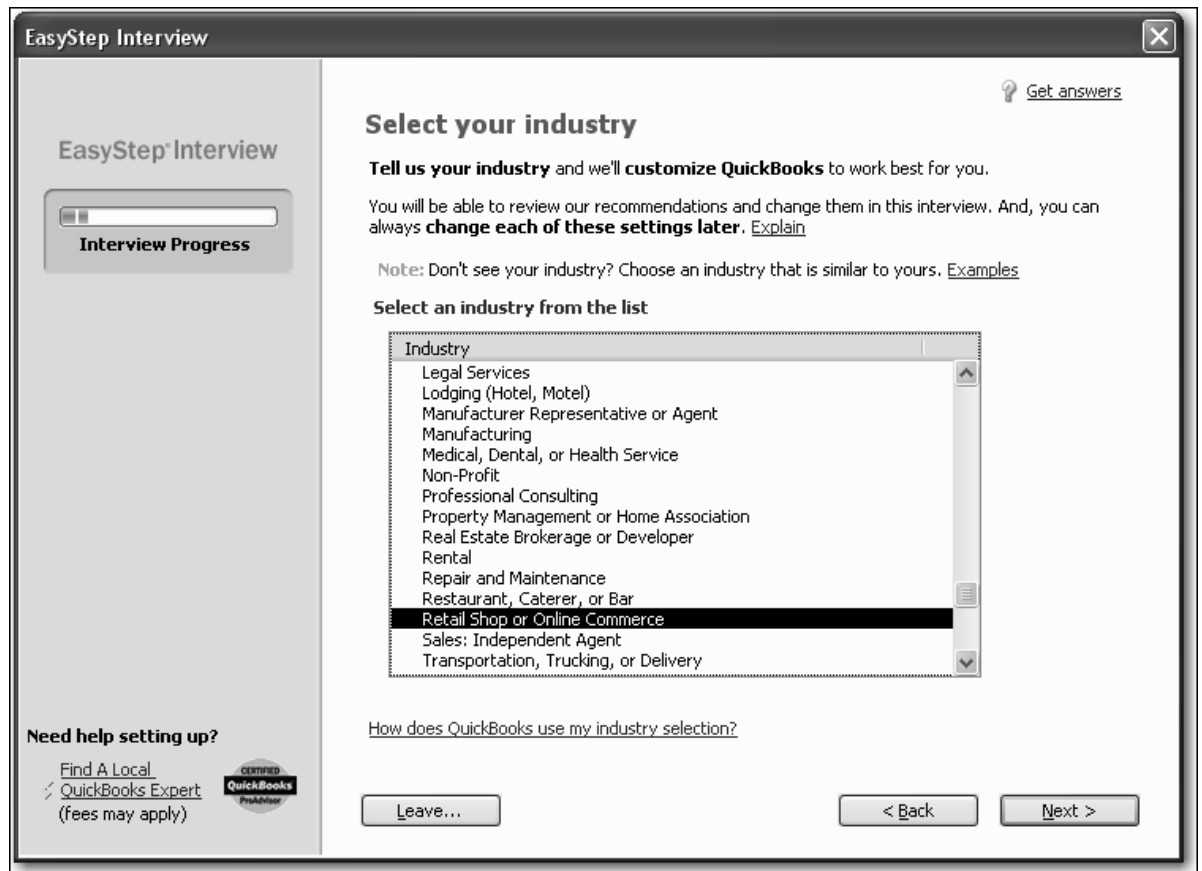 EasyStep Interview
Get answers
EasyStep Interview
Interview Progress
Select your industry
Tell us your industry and we'll customize QuickBooks to work best for you.
You will be able to review our recommendations and change them in this interview. And, you can
always change each of these settings later. Explain
Note: Don't see your industry? Choose an industry that is similar to yours. Examples
Select an industry from the list
Industry
Legal Services
Lodging (Hotel, Motel)
Manufacturer Representative or Agent
Manufacturing
Medical, Dental, or Health Service
Non-Profit
Professional Consulting
Property Management or Home Association
Real Estate Brokerage or Developer
Rental
Repair and Maintenance
Restaurant, Caterer, or Bar
Retail Shop or Online Commerce
Sales: Independent Agent
Transportation, Trucking, or Delivery
How does QuickBooks use my industry selection?
Need help setting up?
Find A Local
QuickBooks Expert
(fees may apply)
CERTIFIED
QuickBooks
ProAdvisor
Leave...
< Back
Next >